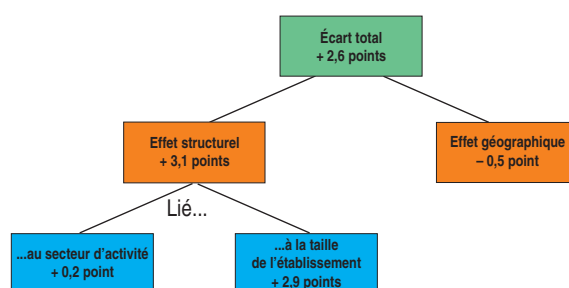 Écart total
+ 2,6 points
Effet structurel
+ 3,1 points
Effet géographique
– 0,5 point
Lié...
...au secteur d’activité
+ 0,2 point
...à la taille
de l’établissement
+ 2,9 points